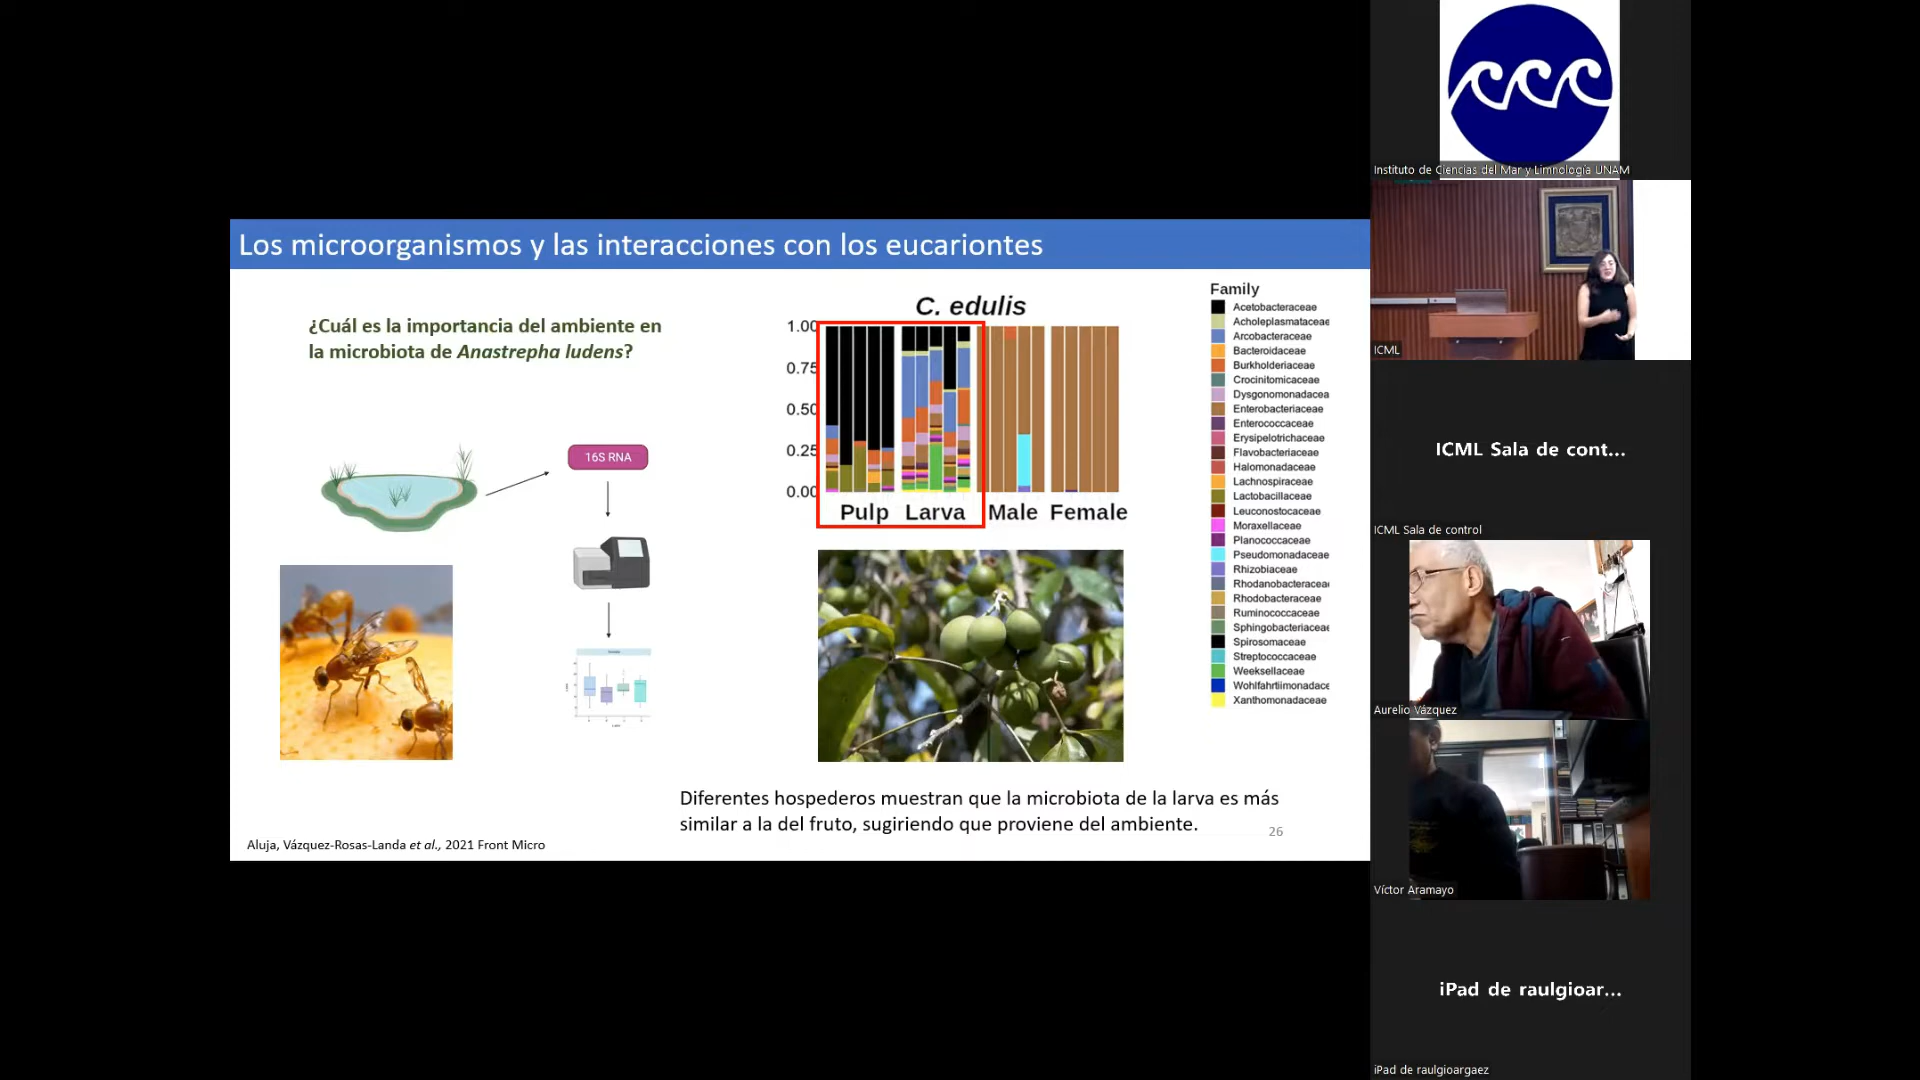 Los microorganismos y las interacciones con los eucariontes
¿Cuál es la importancia del ambiente en
la microbiota de Anastrepha ludens?
16S RNA
C. edulis
1.00
0.75
0.50
0.25
0.00
Pulp Larva Male Female
Family
Acetobacteraceae
Acholeplasmataceae
Arcobacteraceae
Bacteroidaceae
Burkholderiaceae
Crocinitomicaceae
Dysgonomonadacea
Enterobacteriaceae
Enterococcaceae
Erysipelotrichaceae
Flavobacteriaceae
Halomonadaceae
Lachnospiraceae
Lactobacillaceae
Leuconostocaceae
Moraxellaceae
Planococcaceae
Pseudomonadaceae
Rhizobiaceae
Rhodanobacteraceae
Rhodobacteraceae
Ruminococcaceae
Sphingobacteriaceae
Spirosomaceae
Streptococcaceae
Weeksellaceae
Wohlfahrtiimonadace
Xanthomonadaceae
Diferentes hospederos muestran que la microbiota de la larva es más
similar a la del fruto, sugiriendo que proviene del ambiente.
26
Aluja, Vázquez-Rosas-Landa et al., 2021 Front Micro
Instituto de Ciencias del Mar y Limnología UNAM
ICML
ICML Sala de cont...
ICML Sala de control
Aurelio Vázquez
Víctor Aramayo
iPad de raulgioar...
iPad de raulgioargaez